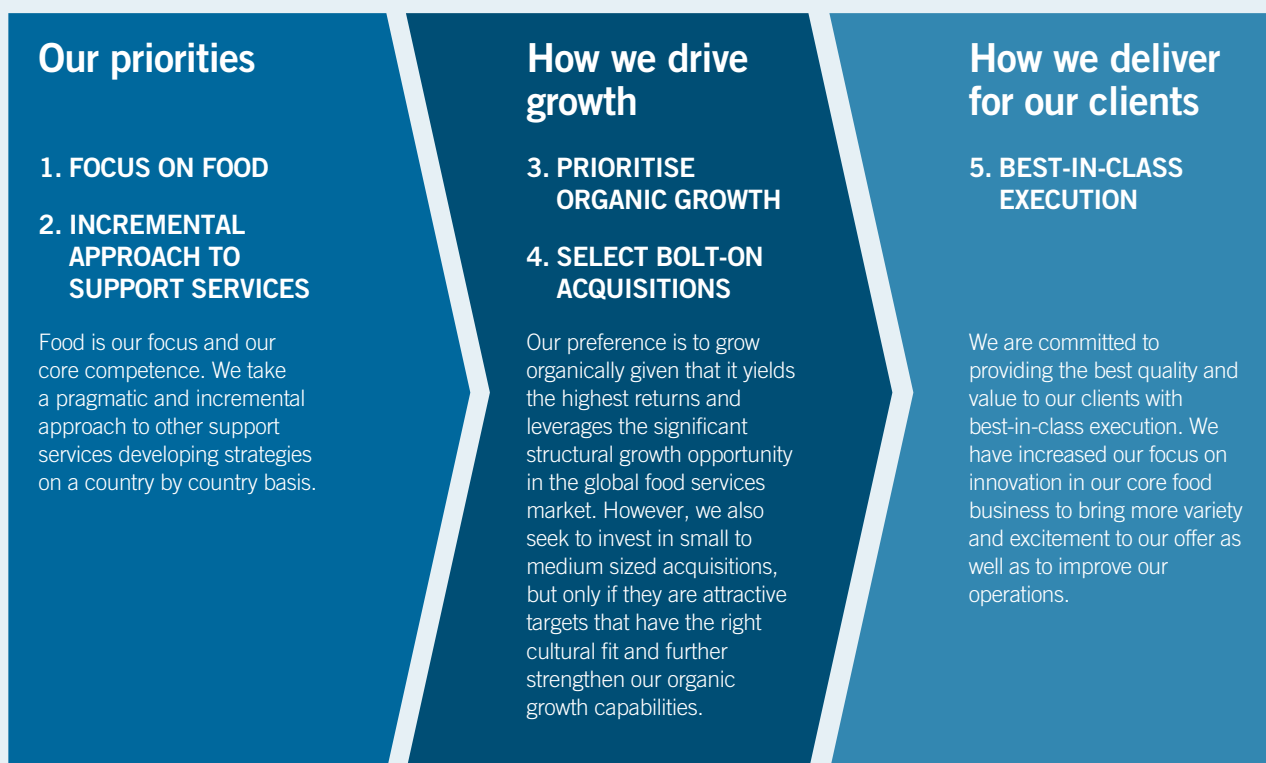 Our priorities
1. FOCUS ON FOOD
2. INCREMENTAL
APPROACH TO
SUPPORT SERVICES
Food is our focus and our
core competence. We take
a pragmatic and incremental
approach to other support
services developing strategies
on a country by country basis.
How we drive
growth
3. PRIORITISE
ORGANIC GROWTH
4. SELECT BOLT-ON
ACQUISITIONS
Our preference is to grow
organically given that it yields
the highest returns and
leverages the significant
structural growth opportunity
in the global food services
market. However, we also
seek to invest in small to
medium sized acquisitions,
but only if they are attractive
targets that have the right
cultural fit and further
strengthen our organic
growth capabilities.
How we deliver
for our clients
5. BEST-IN-CLASS
EXECUTION
We are committed to
providing the best quality and
value to our clients with
best-in-class execution. We
have increased our focus on
innovation in our core food
business to bring more variety
and excitement to our offer as
well as to improve our
operations.